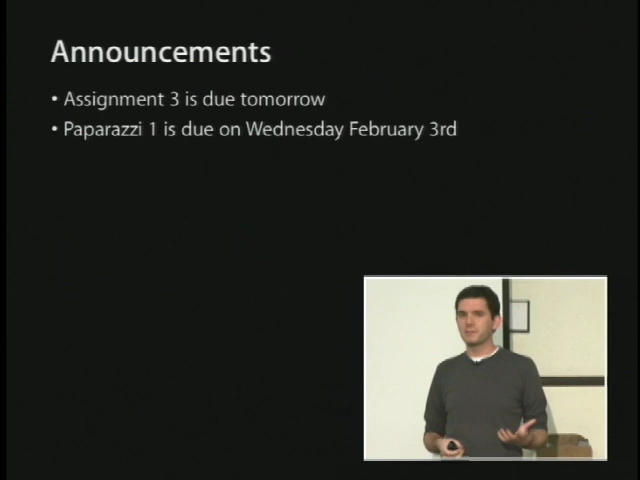 Announcements
• Assignment 3 is due tomorrow
• Paparazzi 1 is due on Wednesday February 3rd